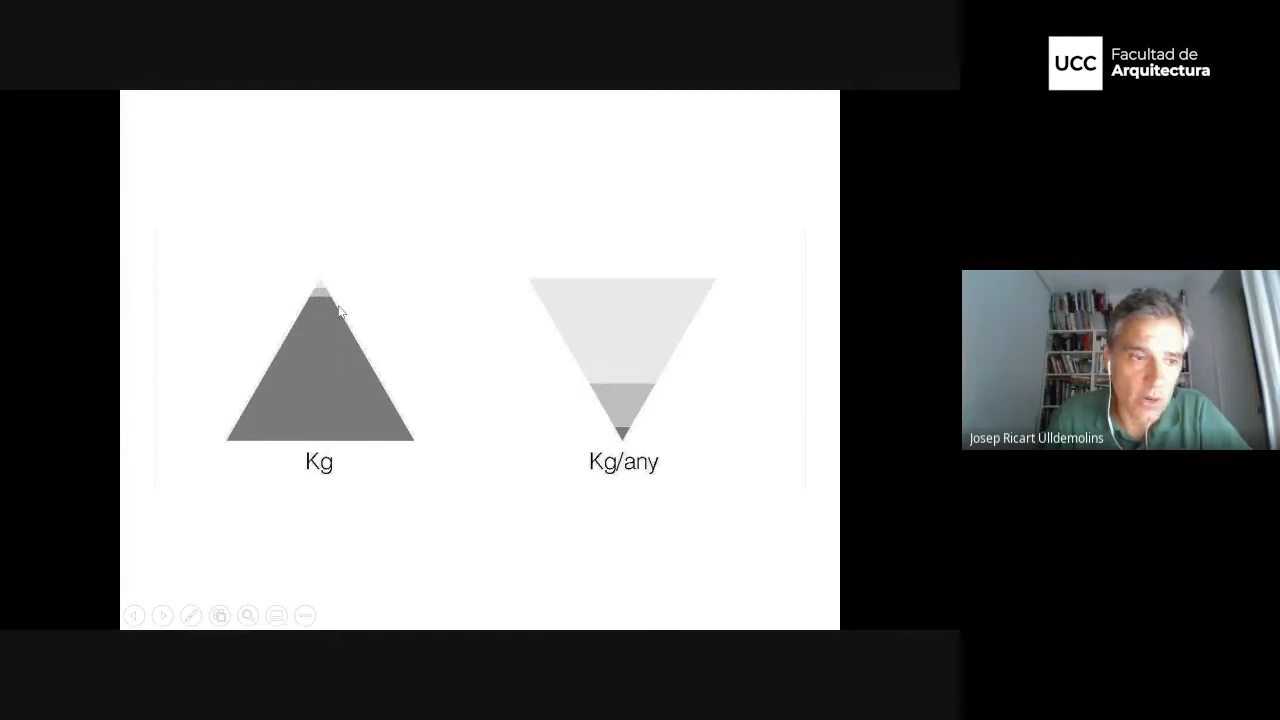 UCC
Facultad de
Arquitectura
Kg
Kg/any
Josep Ricart Ulldemolins